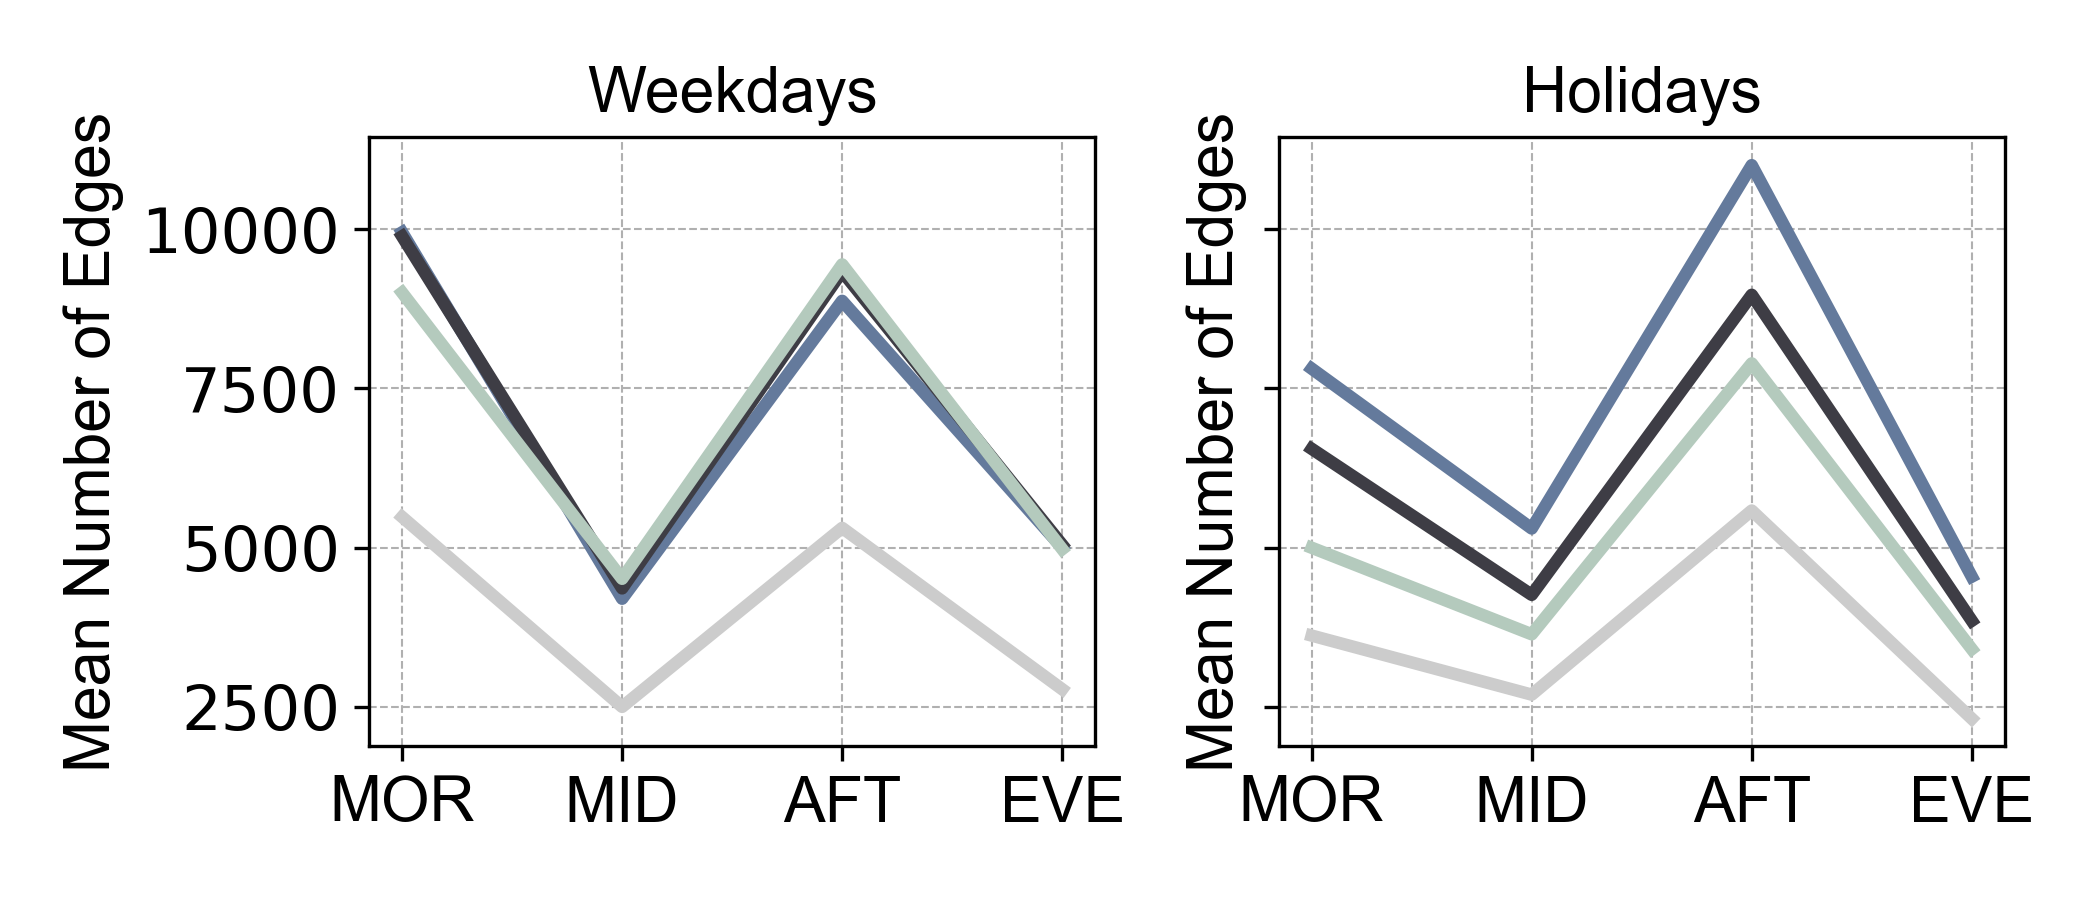 Weekdays
Mean Number of Edges
10000
7500
5000
2500
MOR MID AFT EVE
Holidays
Mean Number of Edges
MOR MID AFT EVE